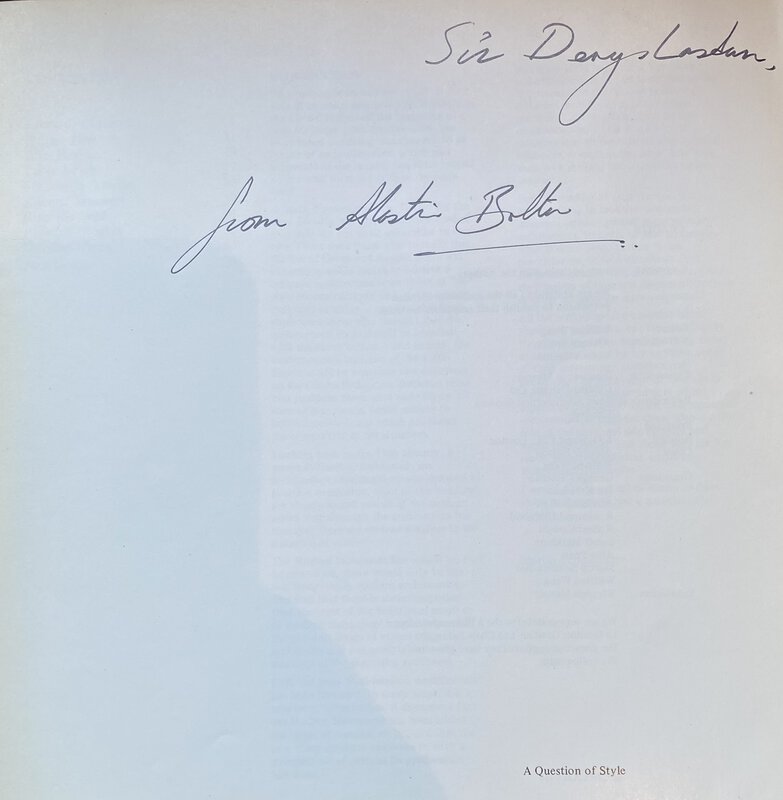 Sir Denys Lasdun,
from Alastair Bolton
A Question of Style